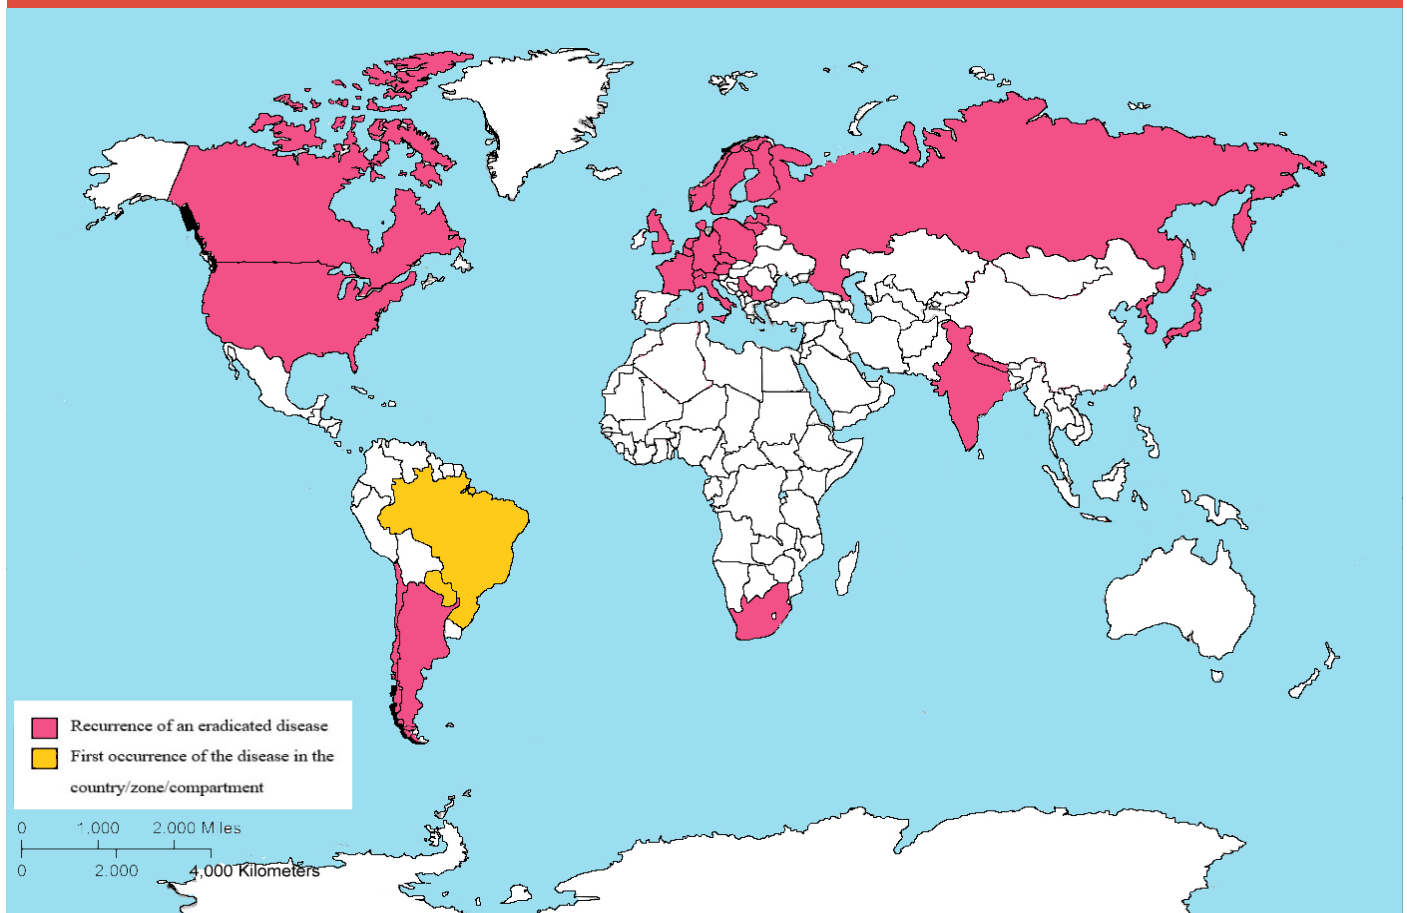 Recurrence of an eradicated disease
First occurrence of the disease in the
country/zone/compartment
0 1,000 2.000 Miles
0 2.000 4,000 Kilometers